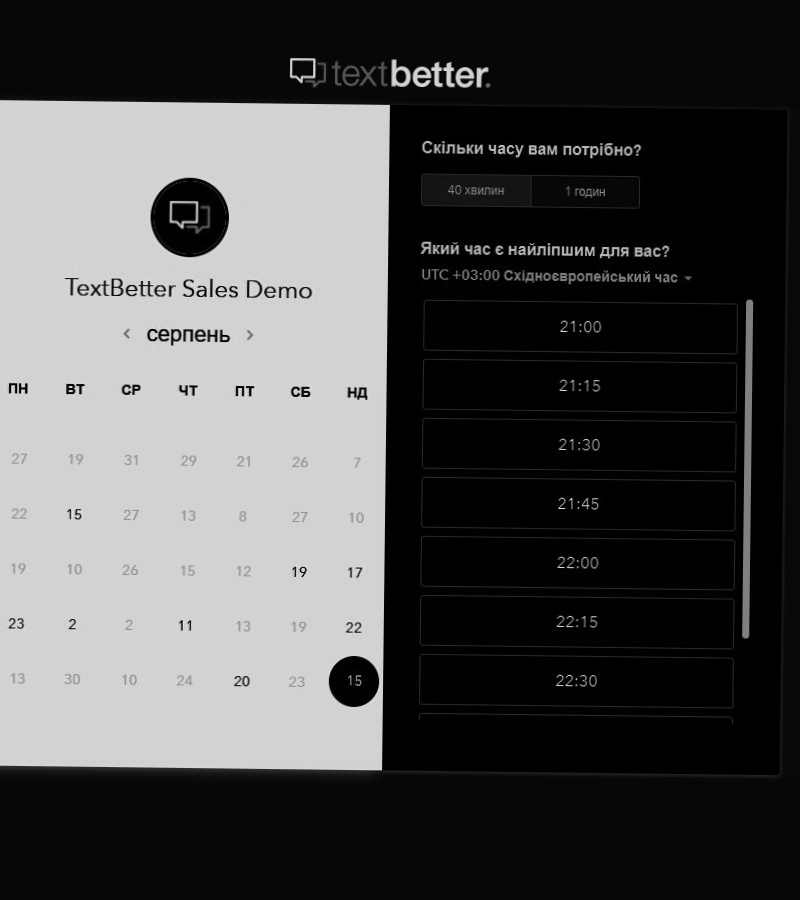 textbetter.
TextBetter Sales Demo
серпень
ПН ВТ СР ЧТ ПТ СБ НД
27 19 31 29 21 26 7
22 15 27 13 8 27 10
19 10 26 15 12 19 17
23 2 2 11 13 19 22
13 30 10 24 20 23 15
Скільки часу вам потрібно?
40 хвилин 1 годин
Який час є найліпшим для вас?
UTC +03:00 Східноєвропейський час
21:00
21:15
21:30
21:45
22:00
22:15
22:30